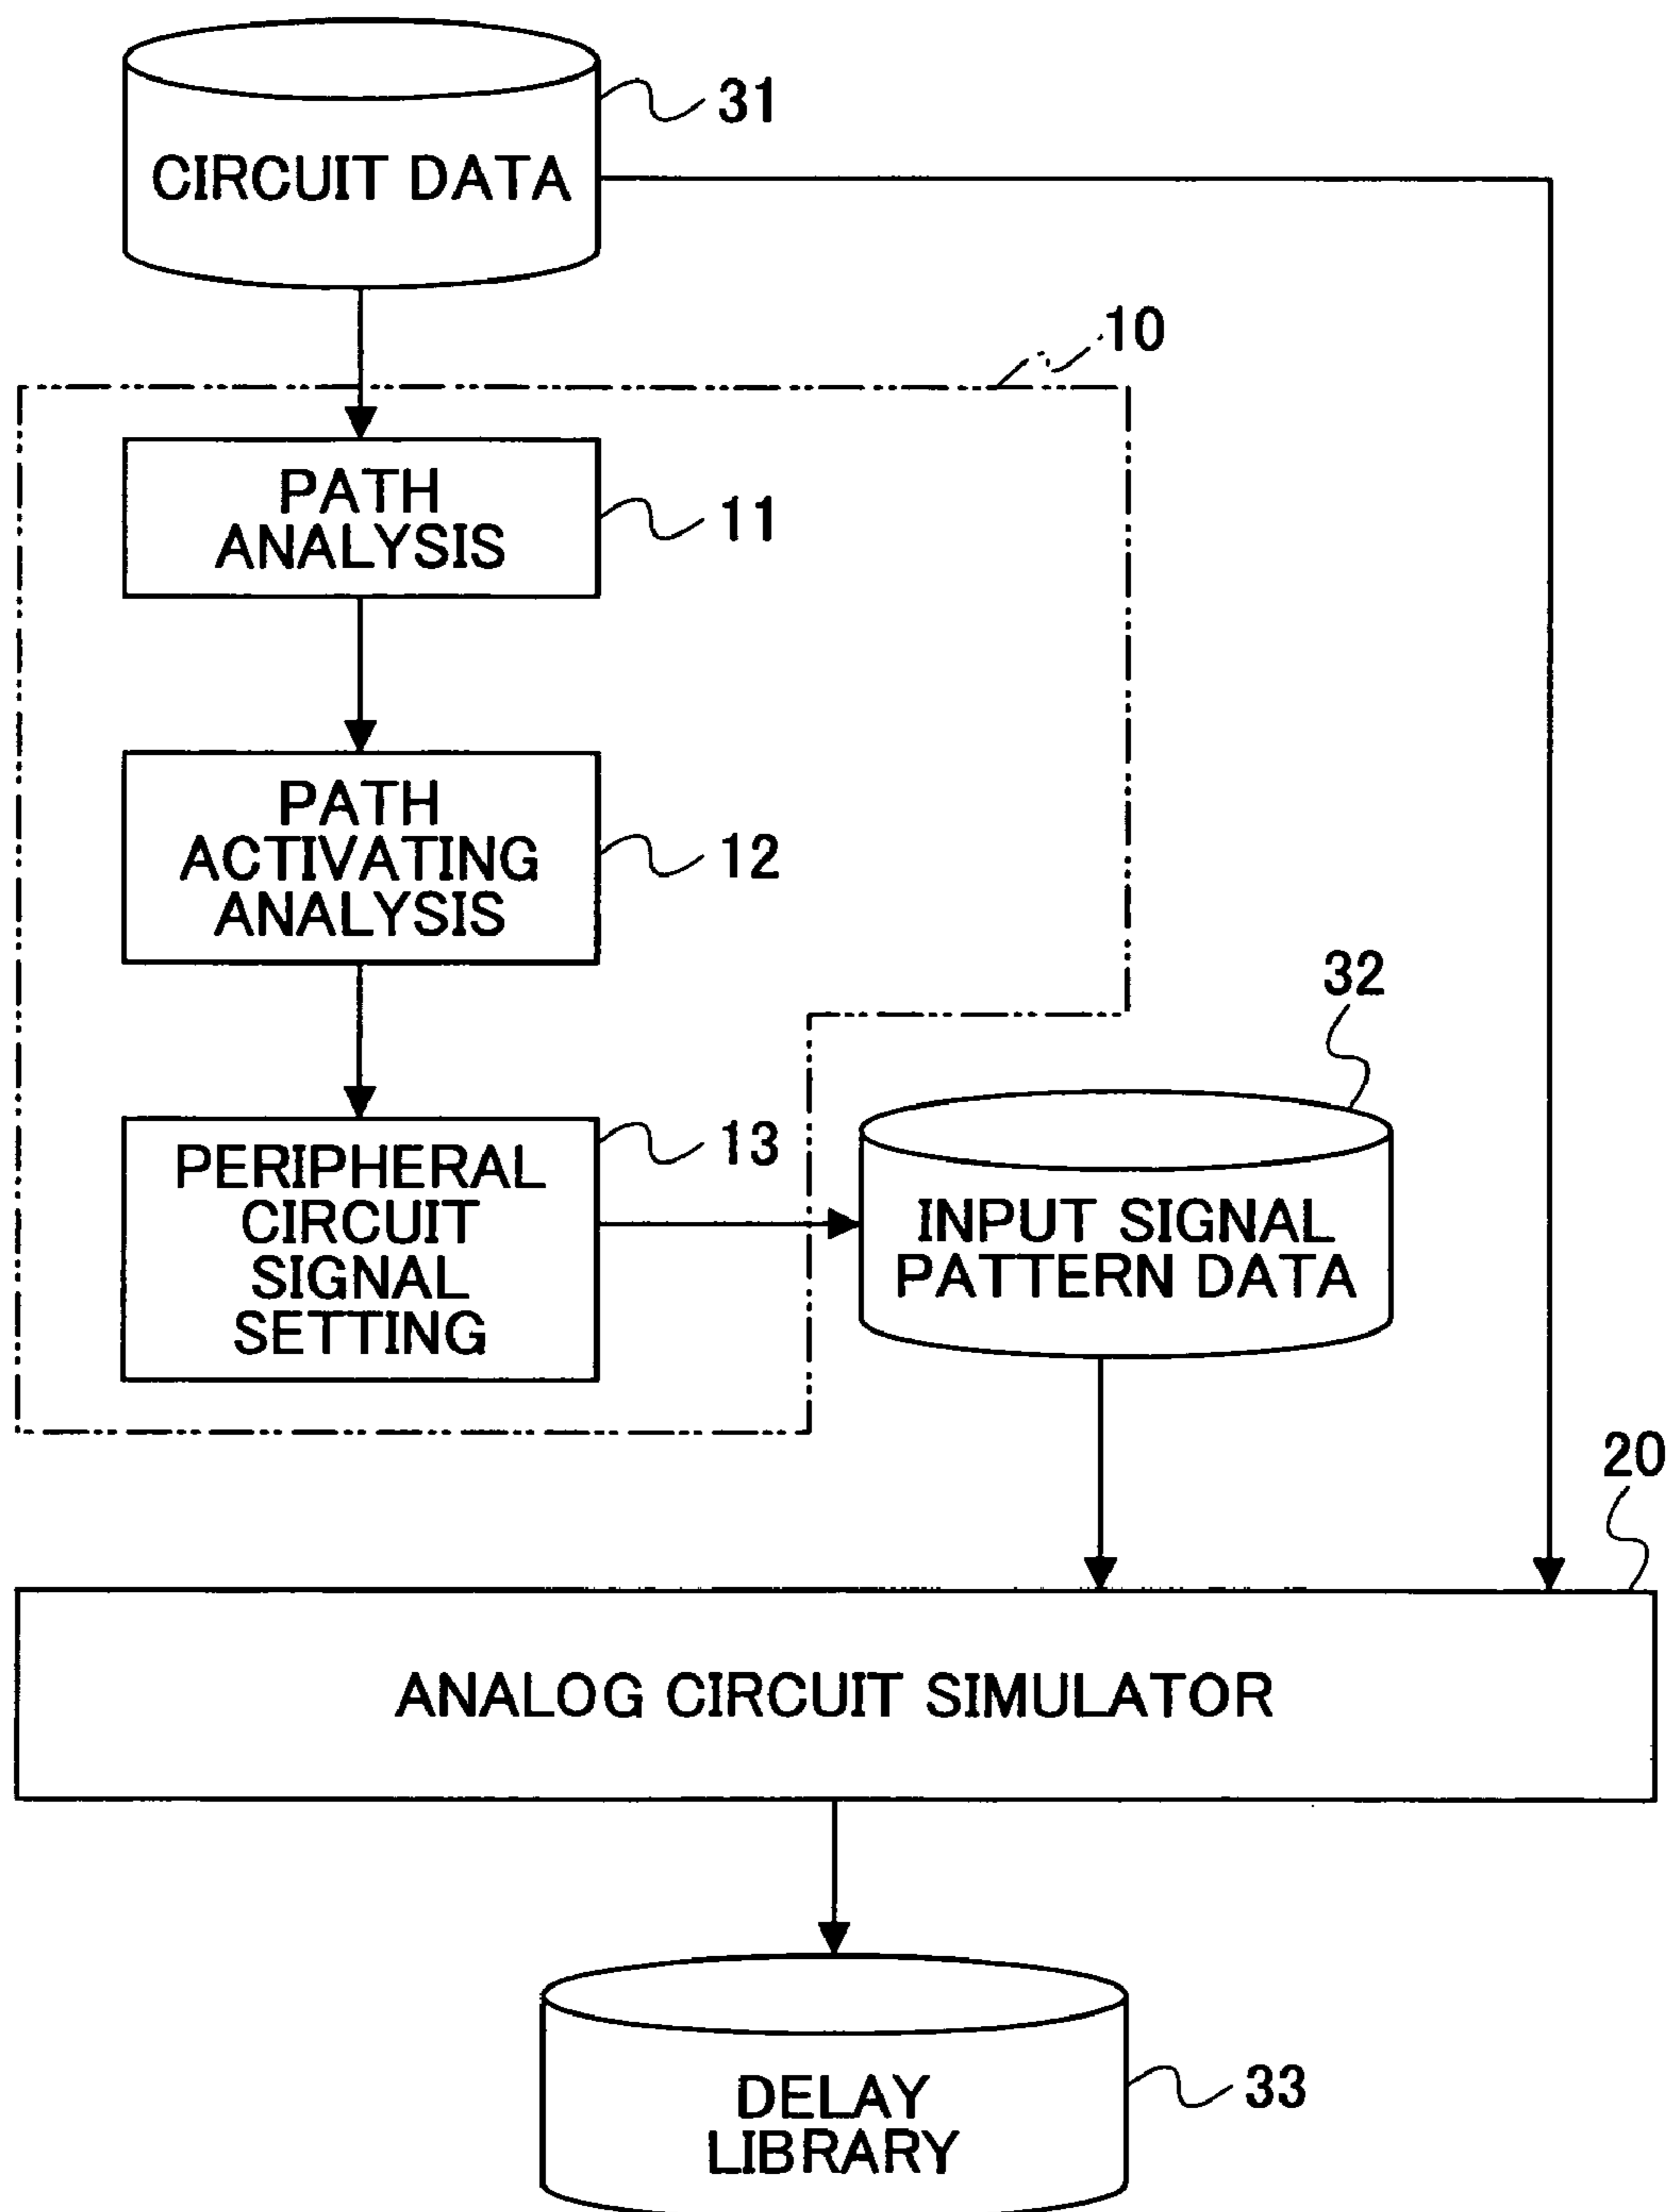 31
CIRCUIT DATA
10
PATH
ANALYSIS
11
PATH
ACTIVATING
ANALYSIS
12
32
PERIPHERAL
CIRCUIT
SIGNAL
SETTING
13
INPUT SIGNAL
PATTERN DATA
20
ANALOG CIRCUIT SIMULATOR
DELAY
LIBRARY
33